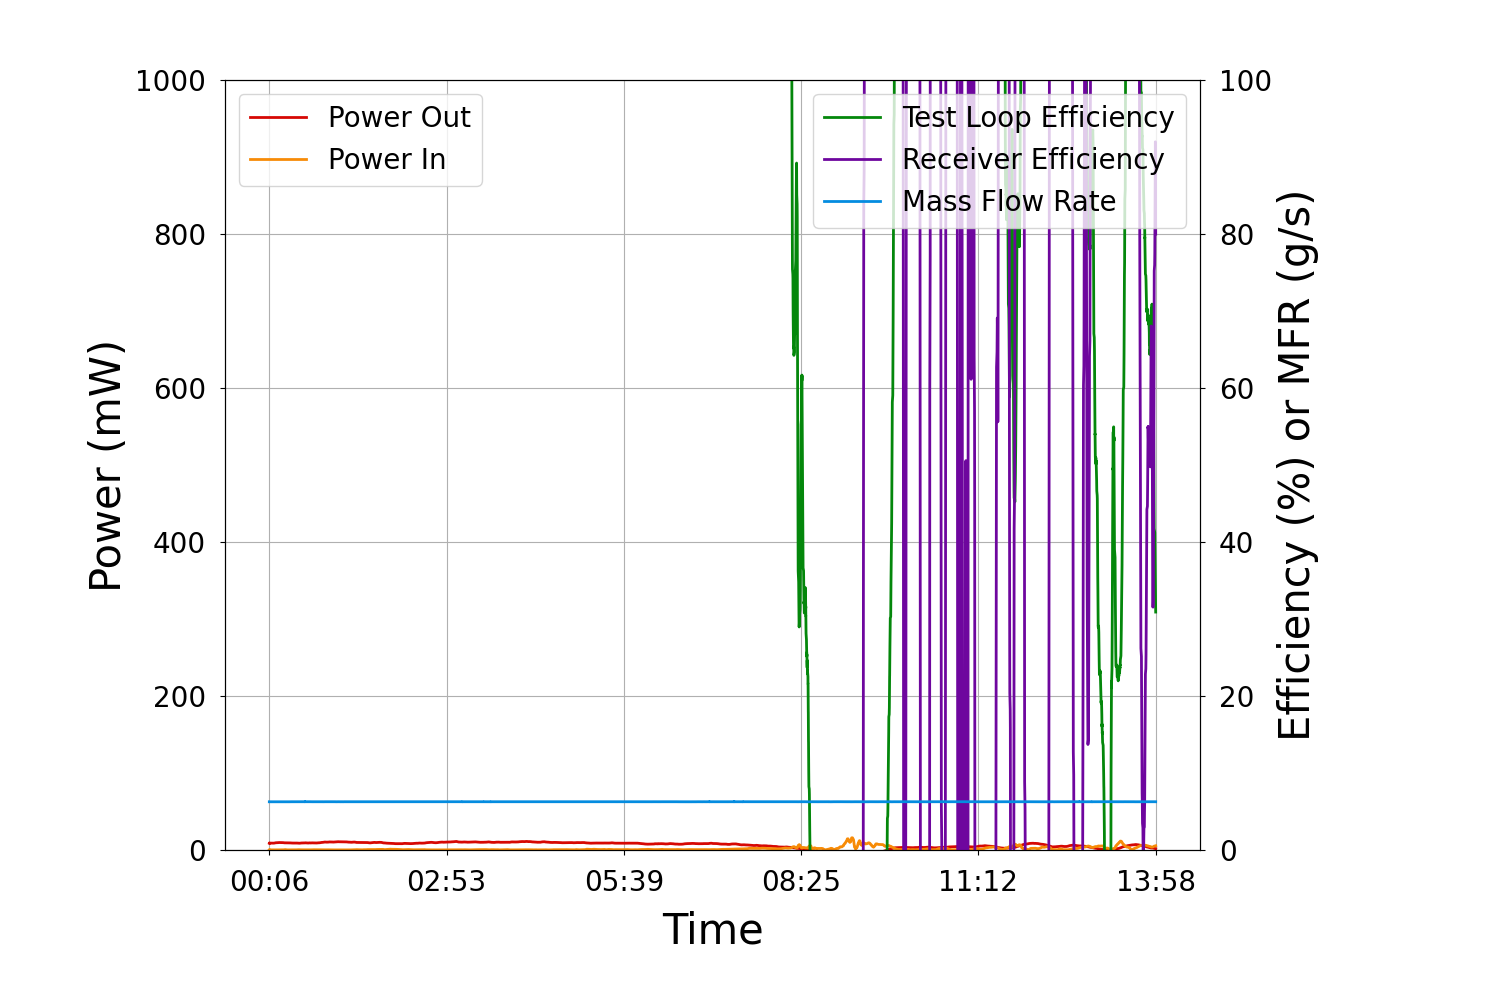 1000
800
600
400
200
0
Power (mW)
Power Out
Power In
Test Loop Efficiency
Receiver Efficiency
Mass Flow Rate
100
80
60
40
20
0
Efficiency (%) or MFR (g/s)
00:06 02:53 05:39 08:25 11:12 13:58
Time